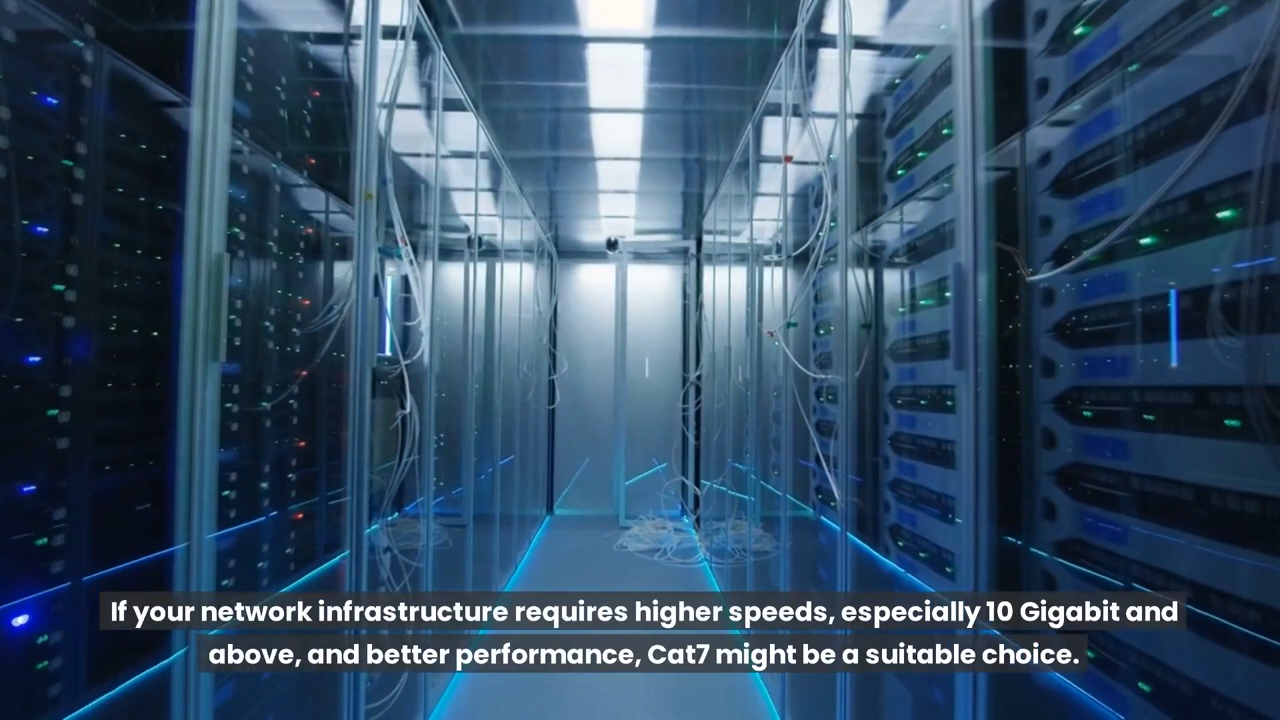 If your network infrastructure requires higher speeds, especially 10 Gigabit and
above, and better performance, Cat7 might be a suitable choice.